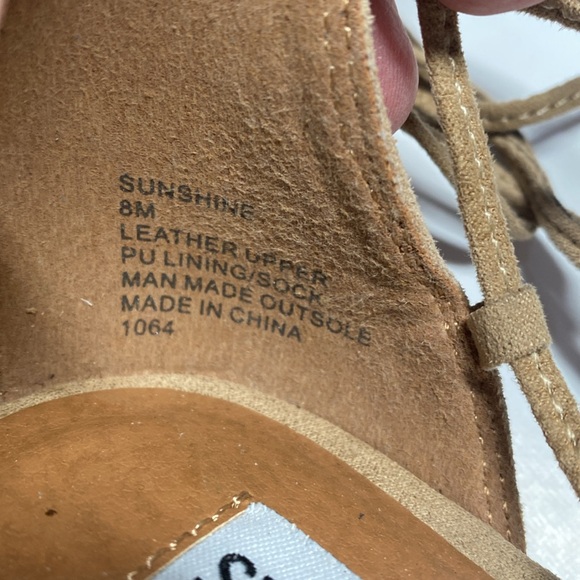 SUNSHINE
8M
LEATHER UPPER
PU LINING/SOCK
MAN MADE OUTSOLE
MADE IN CHINA
1064